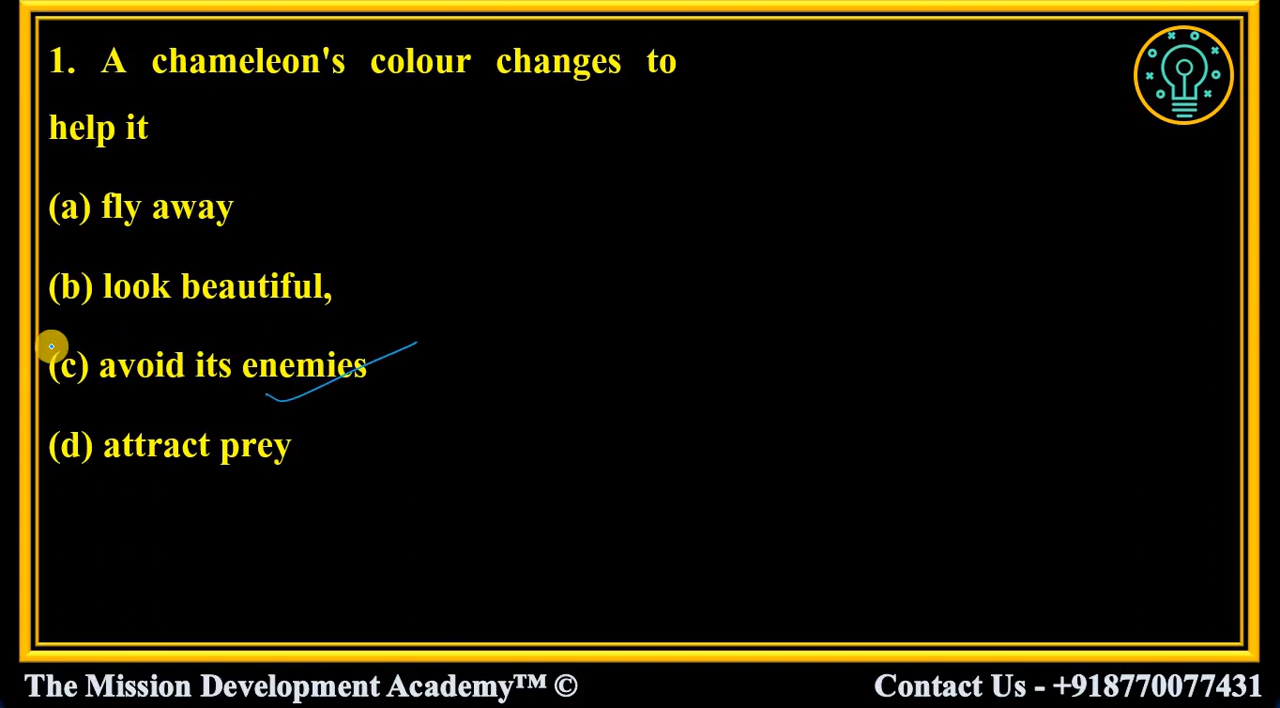 1. A chameleon's colour changes to
help it
(a) fly away
(b) look beautiful,
(c) avoid its enemies
(d) attract prey
The Mission Development Academy™ ©
Contact Us - +918770077431